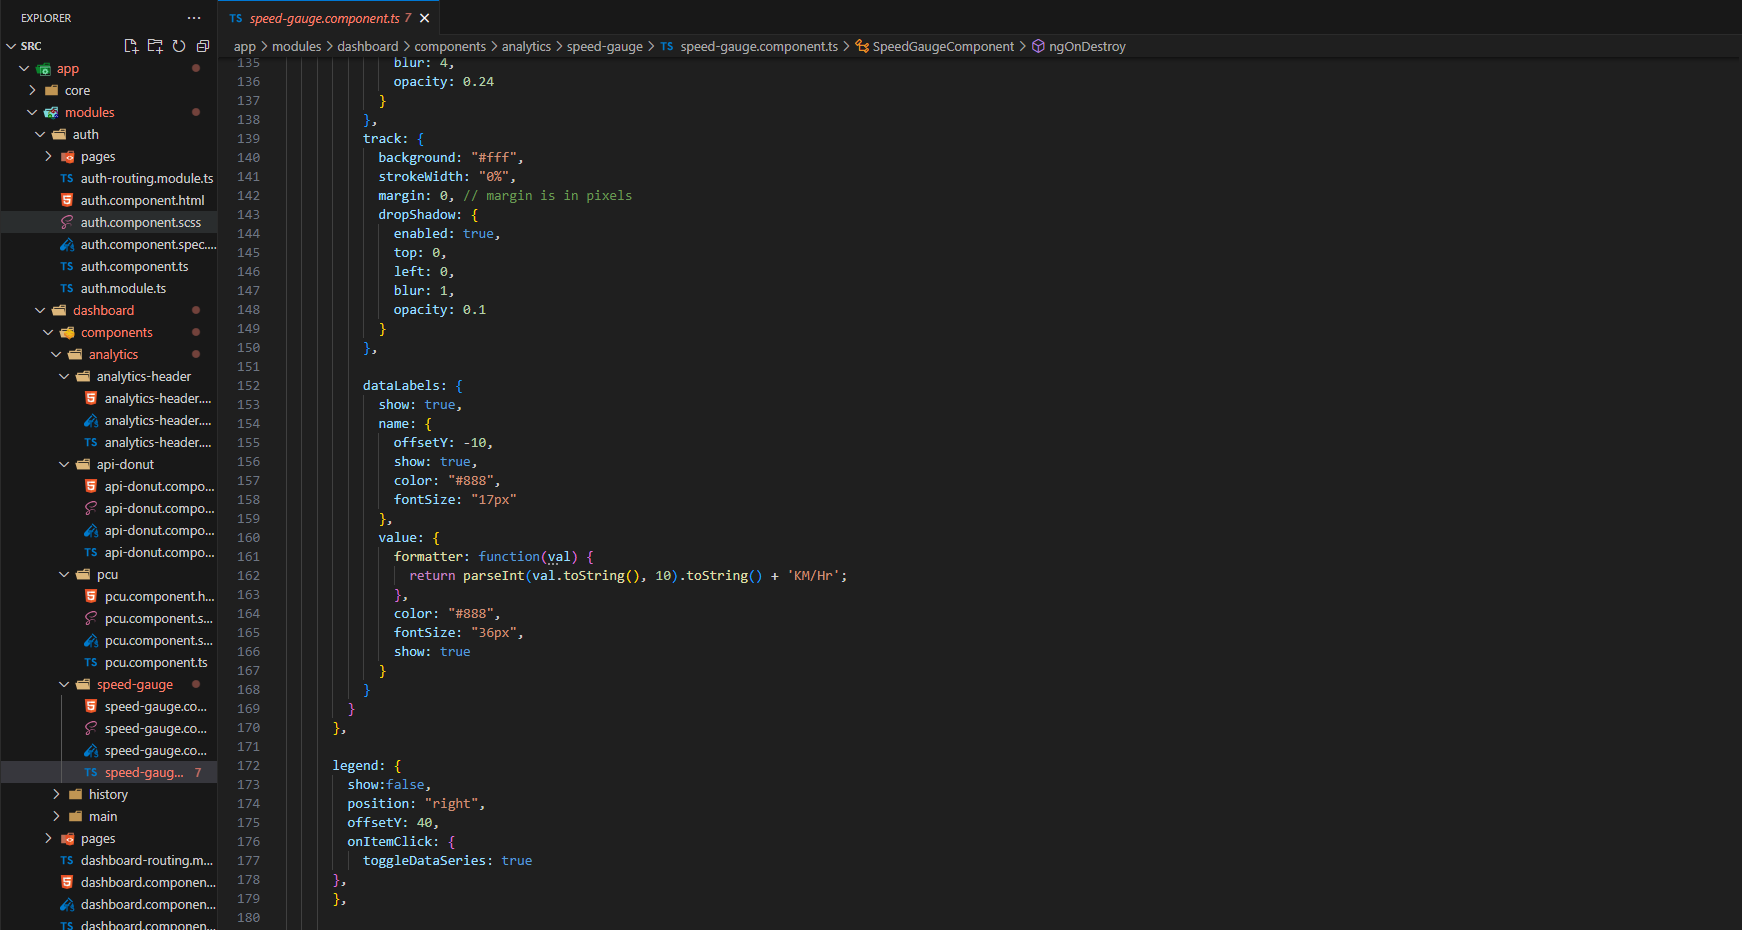 EXPLORER
SRC
app
core
modules
auth
pages
TS auth-routing.module.ts
auth.component.html
auth.component.scss
auth.component.spec....
TS auth.component.ts
TS auth.module.ts
dashboard
components
analytics
analytics-header
analytics-header....
analytics-header....
TS analytics-header....
api-donut
api-donut.compo...
api-donut.compo...
api-donut.compo...
TS api-donut.compo...
pcu
pcu.component.h...
pcu.component.s...
pcu.component.s...
TS pcu.component.ts
speed-gauge
speed-gauge.co...
speed-gauge.co...
speed-gauge.co...
TS speed-gaug... 7
history
main
pages
TS dashboard-routing.m...
dashboard.componen...
dashboard.componen...
TS dashboard.componen...
TS speed-gauge.component.ts 7
app > modules > dashboard > components > analytics > speed-gauge > TS speed-gauge.component.ts > SpeedGaugeComponent > ngOnDestroy
135 blur: 4,
136 opacity: 0.24
137 }
138 },
139 track: {
140 background: "#fff",
141 strokeWidth: "0%",
142 margin: 0, // margin is in pixels
143 dropShadow: {
144 enabled: true,
145 top: 0,
146 left: 0,
147 blur: 1,
148 opacity: 0.1
149 }
150 },
151
152 dataLabels: {
153 show: true,
154 name: {
155 offsetY: -10,
156 show: true,
157 color: "#888",
158 fontSize: "17px"
159 },
160 value: {
161 formatter: function(val) {
162 return parseInt(val.toString(), 10).toString() + 'KM/Hr';
163 },
164 color: "#888",
165 fontSize: "36px",
166 show: true
167 }
168 }
169 }
170 },
171
172 legend: {
173 show:false,
174 position: "right",
175 offsetY: 40,
176 onItemClick: {
177 toggleDataSeries: true
178 },
179 },
180